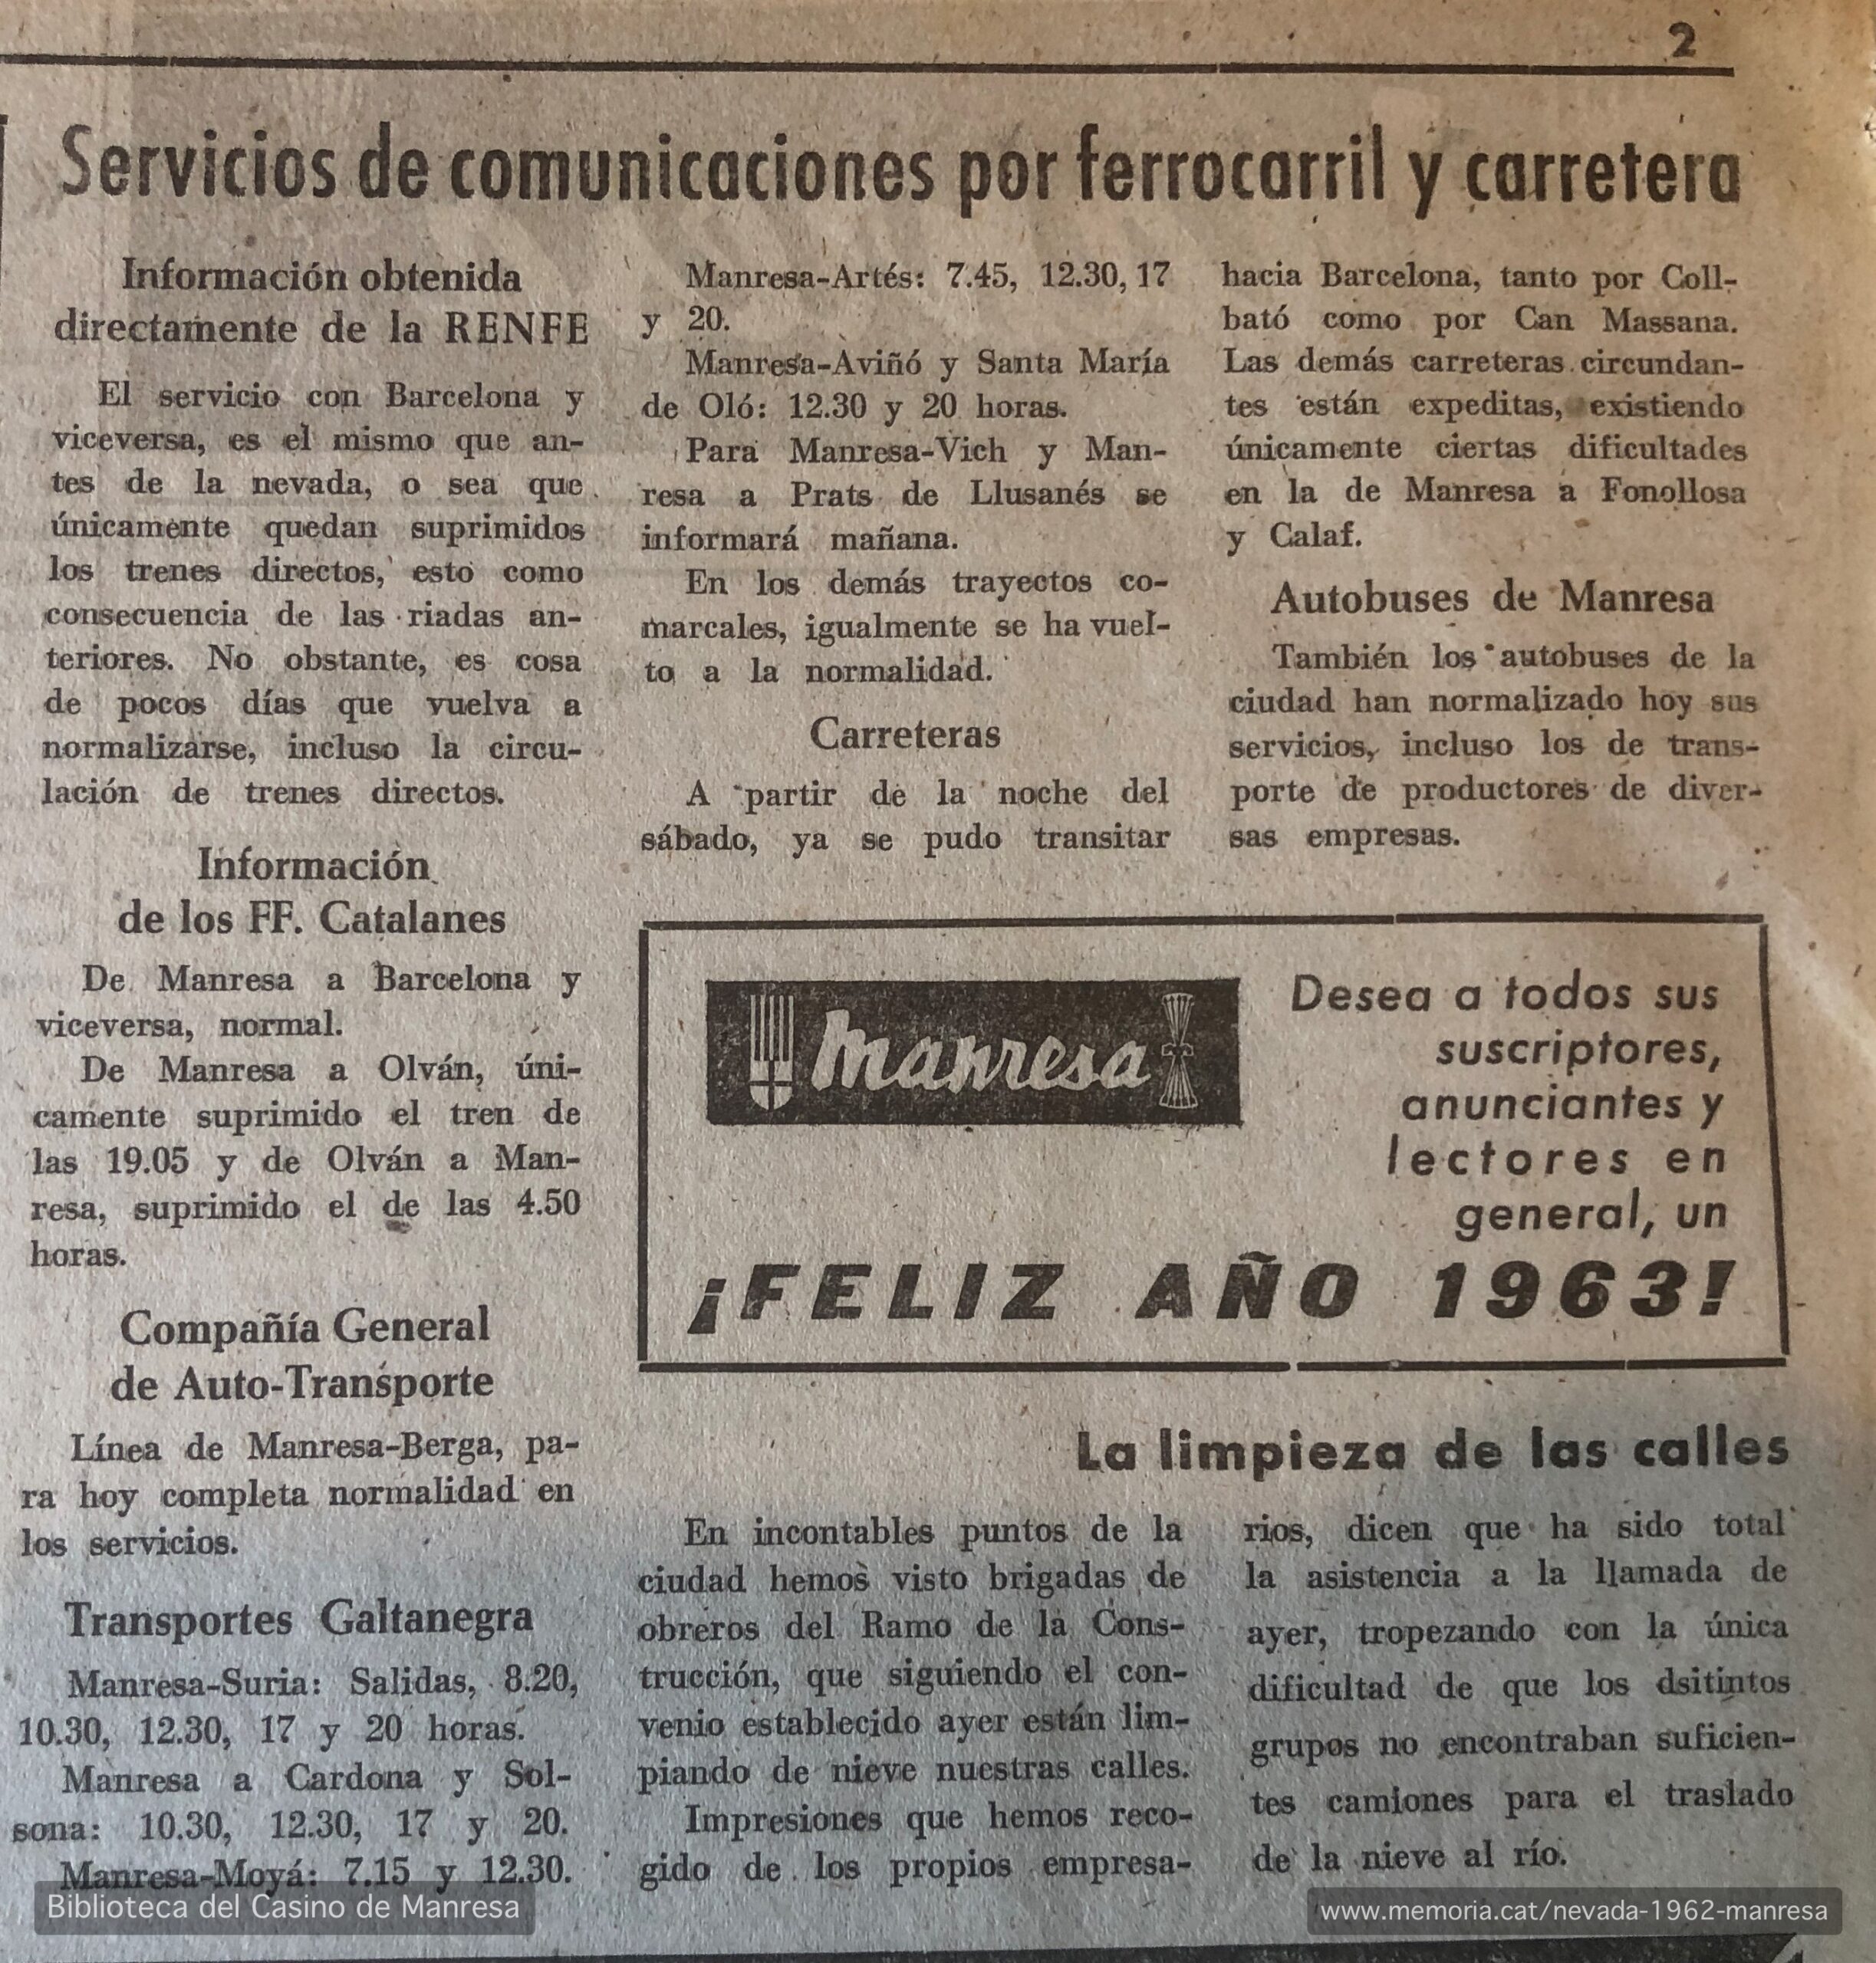 2
Servicios de comunicaciones por ferrocarril y carretera
Información obtenida
directamente de la RENFE
El servicio con Barcelona y
viceversa, es el mismo que an-
tes de la nevada, o sea que
únicamente quedan suprimidos
los trenes directos, esto como
consecuencia de las riadas an-
teriores. No obstante, es cosa
de pocos días que vuelva a
normalizarse, incluso la circu-
lación de trenes directos.
Información
de los FF. Catalanes
De Manresa a Barcelona y
viceversa, normal.
De Manresa a Olván, úni-
camente suprimido el tren de
las 19.05 y de Olván a Man-
resa, suprimido el de las 4.50
horas.
Compañía General
de Auto-Transporte
Línea de Manresa-Berga, pa-
ra hoy completa normalidad en
los servicios.
Transportes Galtanegra
Manresa-Suria: Salidas, 8.20,
10.30, 12.30, 17 y 20 horas.
Manresa a Cardona y Sol-
sona: 10.30, 12.30, 17 y 20.
Manresa-Moyá: 7.15 y 12.30.
Manresa-Artés: 7.45, 12.30, 17
y 20.
Manresa-Aviñó y Santa María
de Oló: 12.30 y 20 horas.
Para Manresa-Vich y Man-
resa a Prats de Llusanés se
informará mañana.
En los demás trayectos co-
marcales, igualmente se ha vuel-
to a la normalidad.
Carreteras
A partir de la noche del
sábado, ya se pudo transitar
hacia Barcelona, tanto por Coll-
bató como por Can Massana.
Las demás carreteras circundan-
tes están expeditas, existiendo
únicamente ciertas dificultades
en la de Manresa a Fonollosa
y Calaf.
Autobuses de Manresa
También los autobuses de la
ciudad han normalizado hoy sus
servicios, incluso los de trans-
porte de productores de diver-
sas empresas.
manresa
Desea a todos sus
suscriptores,
anunciantes y
lectores en
general, un
¡FELIZ AÑO 1963!
La limpieza de las calles
En incontables puntos de la
ciudad hemos visto brigadas de
obreros del Ramo de la Cons-
trucción, que siguiendo el con-
venio establecido ayer están lim-
piando de nieve nuestras calles.
Impresiones que hemos reco-
gido de los propios empresa-
rios, dicen que ha sido total
la asistencia a la llamada de
ayer, tropezando con la única
dificultad de que los dsitintos
grupos no encontraban suficien-
tes camiones para el traslado
de la nieve al río.
Biblioteca del Casino de Manresa
www.memoria.cat/nevada-1962-manresa